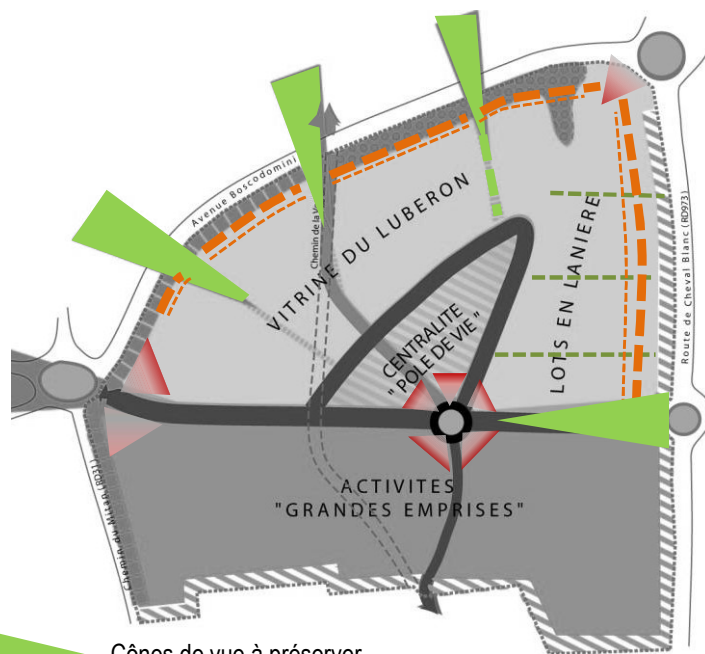 Avenue Boscodomini
Chemin de la V
VITRINE DU LUBERON
CENTRALITE
"POLE DE VIE"
LOTS EN LANIERE
Route de Cheval Blanc (RD973)
ACTIVITES
"GRANDES EMPRISES"
Chemin du Mitan
Cônes de vue à préserver